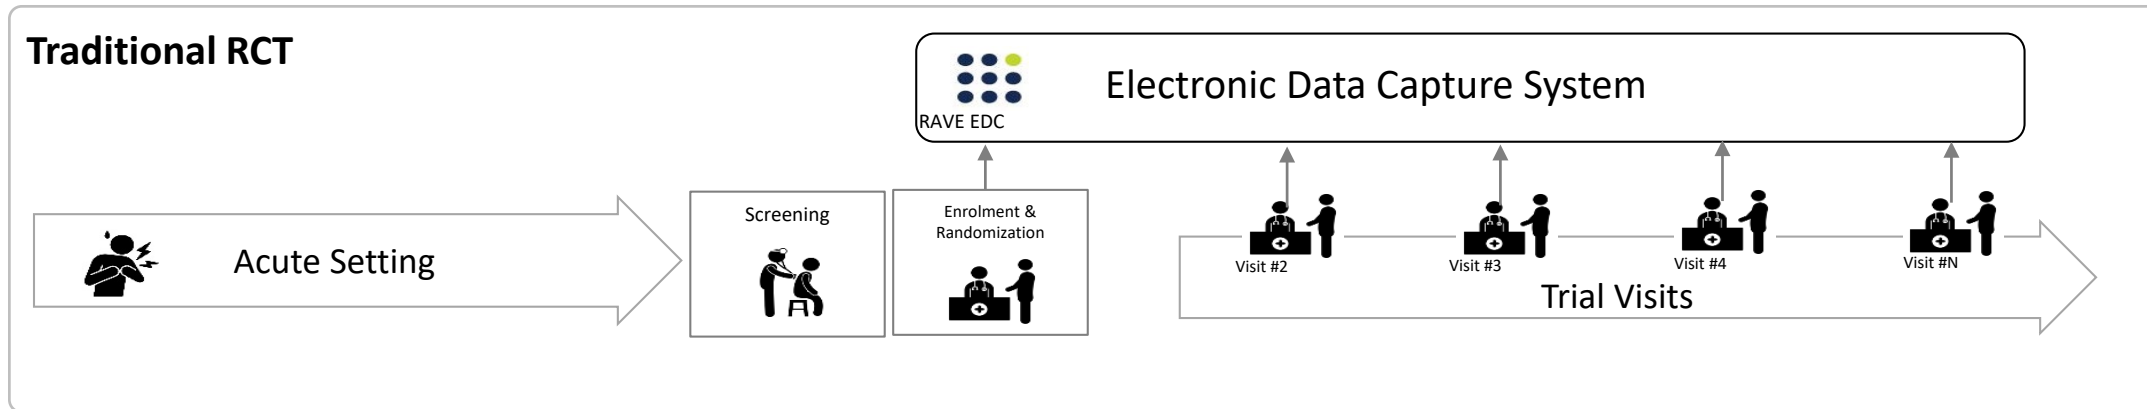 Traditional RCT
Electronic Data Capture System
RAVE EDC
Acute Setting
Screening
Enrolment &
Randomization
Visit #2
Visit #3
Visit #4
Visit #N
Trial Visits